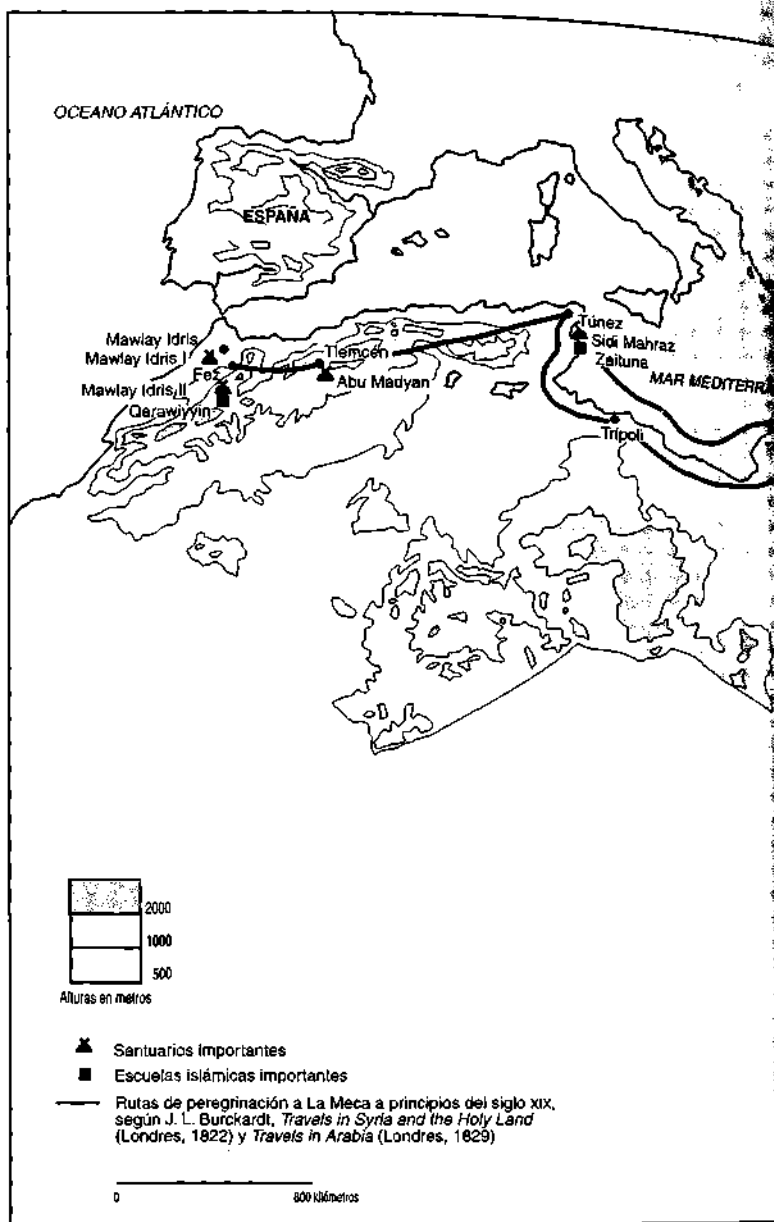 OCEANO ATLÁNTICO
ESPAÑA
Mawlay Idris
Mawlay Idris I
Fez
Mawlay Idris II
Qarawiyyin
Tlemcén
Abu Madyan
Túnez
Sidi Mahraz
Zaituna
MAR MEDITERRA
Trípoli
2000
1000
500
Alturas en metros
Santuarios importantes
Escuelas islámicas importantes
Rutas de peregrinación a La Meca a principios del siglo XIX,
según J. L. Burckardt, Travels in Syria and the Holy Land
(Londres, 1822) y Travels in Arabia (Londres, 1829)
0 800 kilómetros